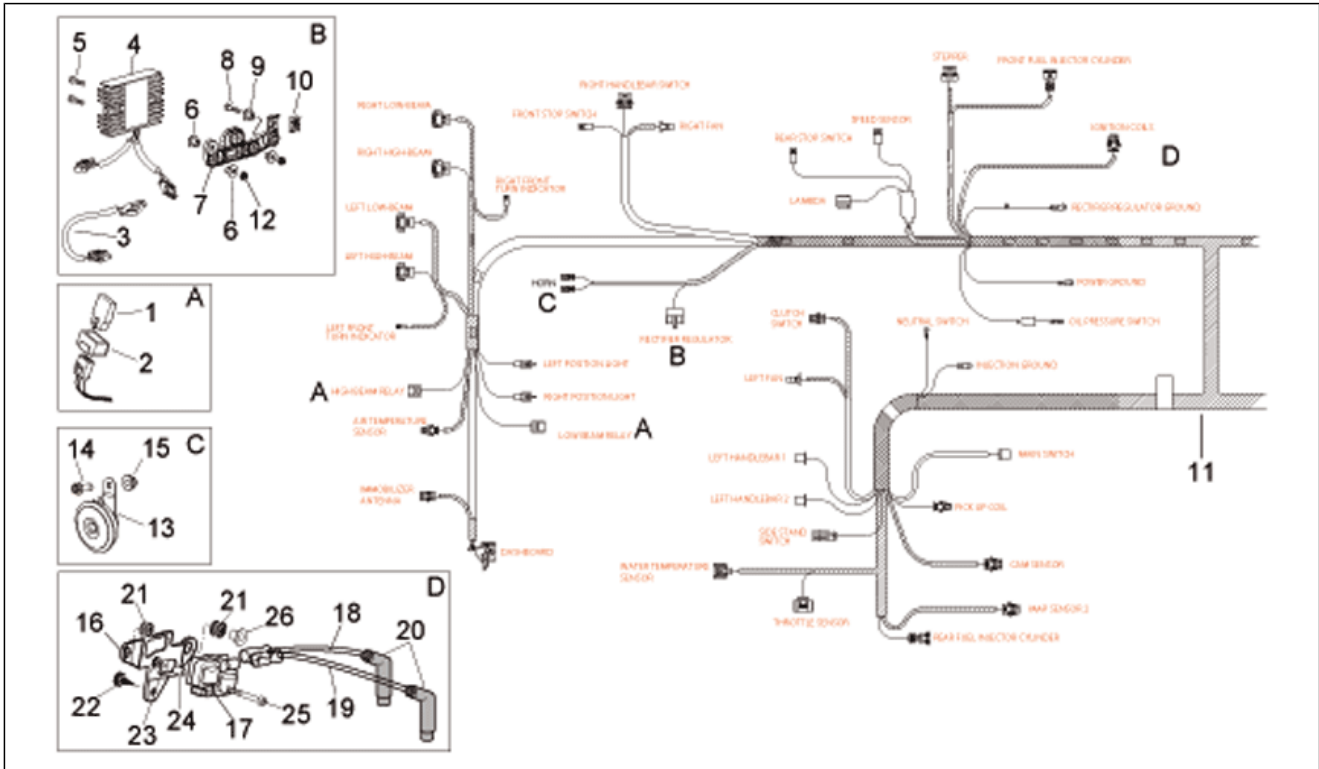 B
5
4
8
9
10
6
7
6
12
3
A
1
2
C
14
15
13
D
21
21
26
18
20
16
22
23
24
17
25
19
RIGHT LOW-BEAM
RIGHT HIGH-BEAM
RIGHT FRONT
TURN INDICATOR
LEFT LOW-BEAM
LEFT HIGH-BEAM
LEFT FRONT
TURN INDICATOR
A
HIGH BEAM RELAY
AIR TEMPERATURE
SENSOR
LEFT POSITION LIGHT
RIGHT POSITION LIGHT
LOW BEAM RELAY
A
IMMOBILIZER
ANTENNA
DASHBOARD
RIGHT HANDLEBAR SWITCH
FRONT STOP SWITCH
RIGHT FAN
HORN
C
RECTIFIER REGULATOR
B
STEPPER
FRONT FUEL INJECTOR CYLINDER
SPEED SENSOR
REAR STOP SWITCH
LAMBDA
IGNITION COILS
D
RECTIFIER REGULATOR GROUND
POWER GROUND
OIL PRESSURE SWITCH
CLUTCH
SWITCH
NEUTRAL SWITCH
LEFT FAN
INJECTION GROUND
11
LEFT HANDLEBAR 1
LEFT HANDLEBAR 2
MAIN SWITCH
PICK UP COIL
SIDE STAND
SWITCH
WATER TEMPERATURE
SENSOR
CAM SENSOR
THROTTLE SENSOR
MAP SENSOR 2
REAR FUEL INJECTOR CYLINDER